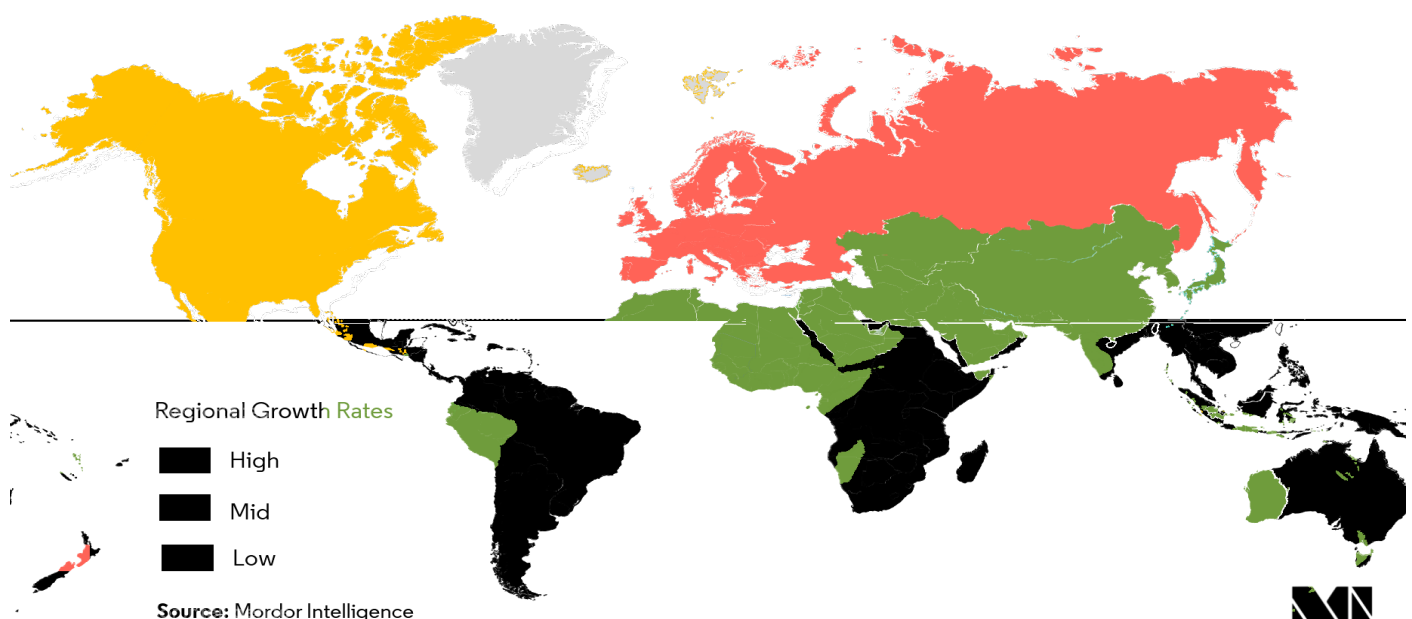 Regional Growth Rates
High
Mid
Low
Source: Mordor Intelligence